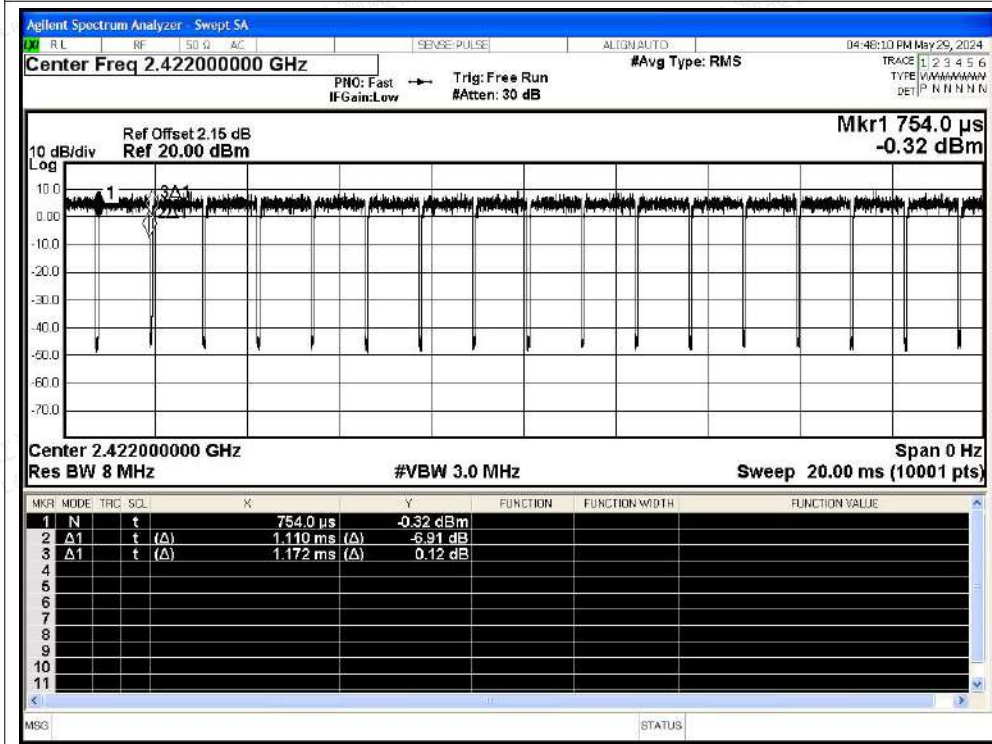 Agilent Spectrum Analyzer - Swept SA
LXI RL RF 50 Ω AC SENSE:PULSE ALIGN AUTO 04:48:10 PM May 29, 2024
Center Freq 2.422000000 GHz #Avg Type: RMS TRACE 1 2 3 4 5 6
PNO: Fast Trig: Free Run TYPE
IFGain:Low #Atten: 30 dB DET P N N N N N
Mkr1 754.0 µs
Ref Offset 2.15 dB
10 dB/div Ref 20.00 dBm -0.32 dBm
Log
10.0
1 3Δ1
0.00 2Δ1
-10.0
-20.0
-30.0
-40.0
-50.0
-60.0
-70.0
Center 2.422000000 GHz Span 0 Hz
Res BW 8 MHz #VBW 3.0 MHz Sweep 20.00 ms (10001 pts)
MKR MODE TRC SCL X Y FUNCTION FUNCTION WIDTH FUNCTION VALUE
1 N t 754.0 µs -0.32 dBm
2 Δ1 t (Δ) 1.110 ms (Δ) -6.91 dB
3 Δ1 t (Δ) 1.172 ms (Δ) 0.12 dB
4
5
6
7
8
9
10
11
MSG STATUS